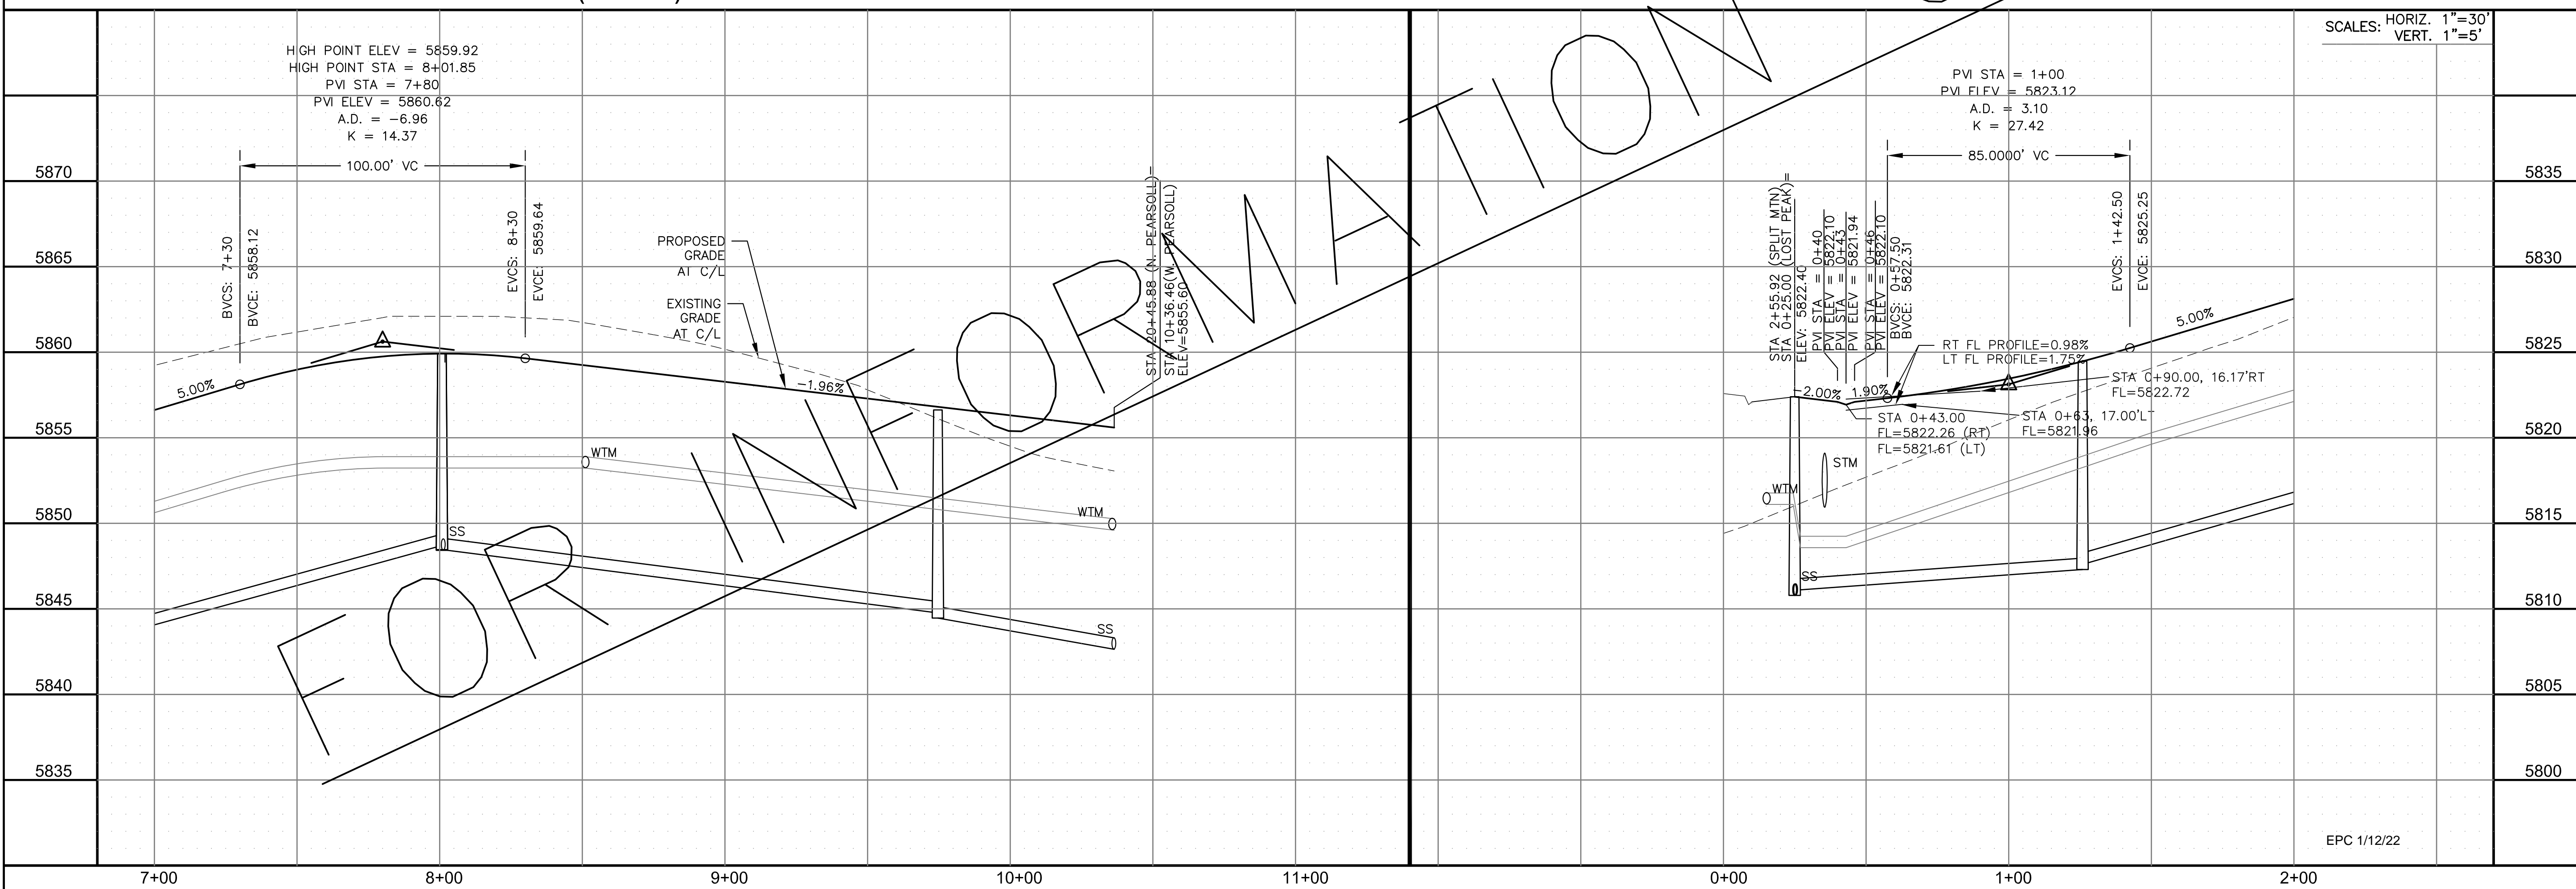 SCALES: HORIZ. 1"=30'
VERT. 1"=5'
HIGH POINT ELEV = 5859.92
HIGH POINT STA = 8+01.85
PVI STA = 7+80
PVI ELEV = 5860.62
A.D. = -6.96
K = 14.37
100.00' VC
BVCS: 7+30
BVCE: 5858.12
EVCS: 8+30
EVCE: 5859.64
PROPOSED
GRADE
AT C/L
EXISTING
GRADE
AT C/L
STA 20+45.88 (N. PEARSOLL)=
STA 10+36.46(W. PEARSOLL)
ELEV=5855.60
5.00%
-1.96%
WTM
WTM
SS
SS
5870
5865
5860
5855
5850
5845
5840
5835
7+00
8+00
9+00
10+00
11+00
FOR INFORMATION
PVI STA = 1+00
PVI ELEV = 5823.12
A.D. = 3.10
K = 27.42
85.0000' VC
STA 2+55.92 (SPLIT MTN)
STA 0+25.00 (LOST PEAK)=
ELEV: 5822.40
PVI STA = 0+40
PVI ELEV = 5822.10
PVI STA = 0+43
PVI ELEV = 5821.94
PVI STA = 0+46
PVI ELEV = 5822.10
BVCS: 0+57.50
BVCE: 5822.31
EVCS: 1+42.50
EVCE: 5825.25
5.00%
-2.00%
1.90%
RT FL PROFILE=0.98%
LT FL PROFILE=1.75%
STA 0+90.00, 16.17'RT
FL=5822.72
STA 0+63, 17.00'LT
FL=5821.96
STA 0+43.00
FL=5822.26 (RT)
FL=5821.61 (LT)
STM
WTM
SS
5835
5830
5825
5820
5815
5810
5805
5800
EPC 1/12/22
0+00
1+00
2+00